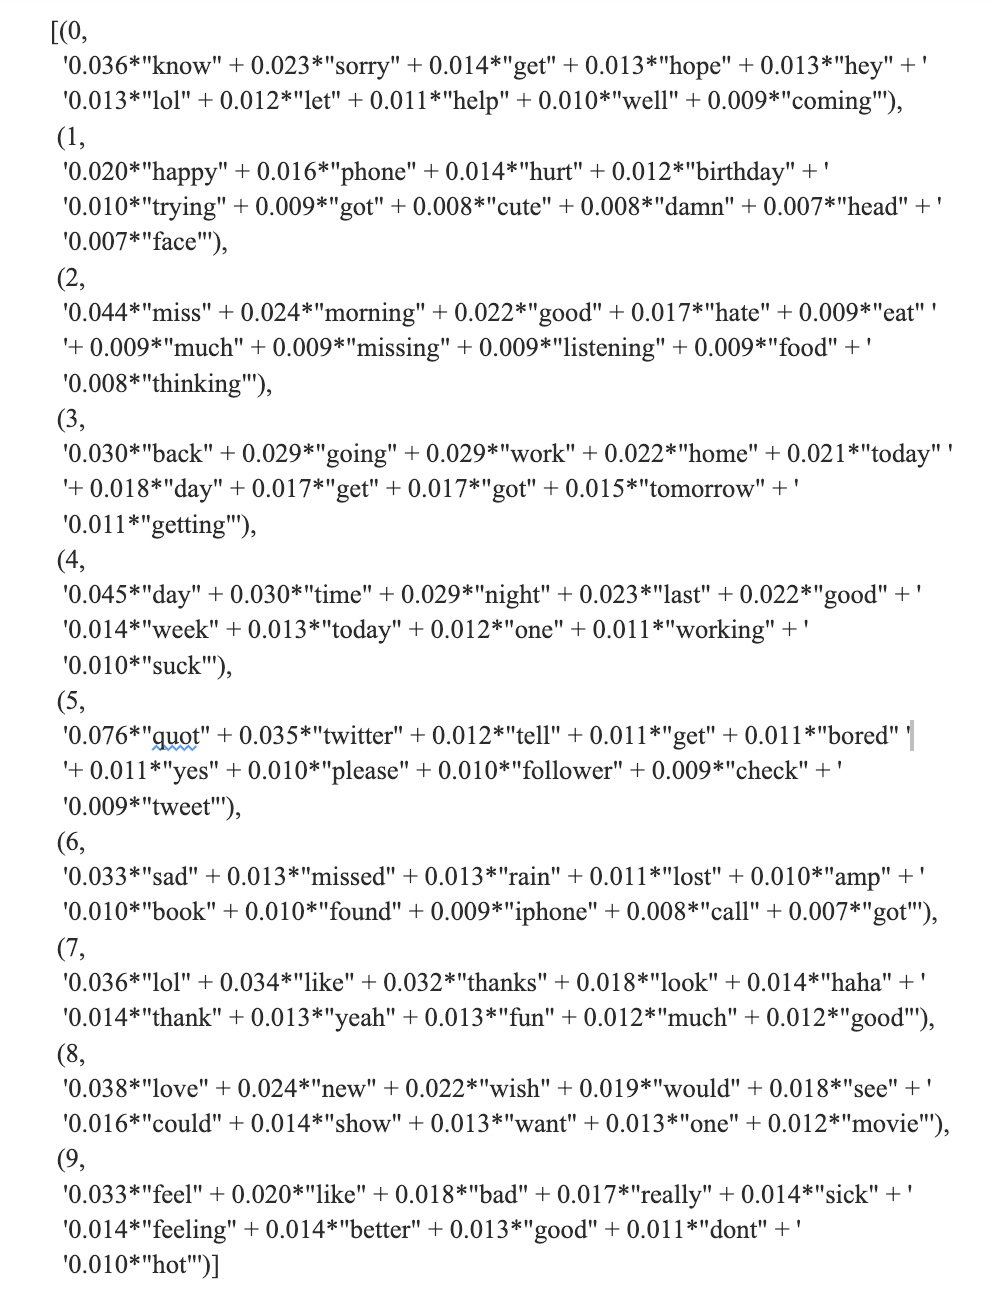 [(0,
'0.036*"know" + 0.023*"sorry" + 0.014*"get" + 0.013*"hope" + 0.013*"hey" + '
'0.013*"lol" + 0.012*"let" + 0.011*"help" + 0.010*"well" + 0.009*"coming"'),
(1,
'0.020*"happy" + 0.016*"phone" + 0.014*"hurt" + 0.012*"birthday" + '
'0.010*"trying" + 0.009*"got" + 0.008*"cute" + 0.008*"damn" + 0.007*"head" + '
'0.007*"face"'),
(2,
'0.044*"miss" + 0.024*"morning" + 0.022*"good" + 0.017*"hate" + 0.009*"eat" '
'+ 0.009*"much" + 0.009*"missing" + 0.009*"listening" + 0.009*"food" + '
'0.008*"thinking"'),
(3,
'0.030*"back" + 0.029*"going" + 0.029*"work" + 0.022*"home" + 0.021*"today" '
'+ 0.018*"day" + 0.017*"get" + 0.017*"got" + 0.015*"tomorrow" + '
'0.011*"getting"'),
(4,
'0.045*"day" + 0.030*"time" + 0.029*"night" + 0.023*"last" + 0.022*"good" + '
'0.014*"week" + 0.013*"today" + 0.012*"one" + 0.011*"working" + '
'0.010*"suck"'),
(5,
'0.076*"quot" + 0.035*"twitter" + 0.012*"tell" + 0.011*"get" + 0.011*"bored" '
'+ 0.011*"yes" + 0.010*"please" + 0.010*"follower" + 0.009*"check" + '
'0.009*"tweet"'),
(6,
'0.033*"sad" + 0.013*"missed" + 0.013*"rain" + 0.011*"lost" + 0.010*"amp" + '
'0.010*"book" + 0.010*"found" + 0.009*"iphone" + 0.008*"call" + 0.007*"got"'),
(7,
'0.036*"lol" + 0.034*"like" + 0.032*"thanks" + 0.018*"look" + 0.014*"haha" + '
'0.014*"thank" + 0.013*"yeah" + 0.013*"fun" + 0.012*"much" + 0.012*"good"'),
(8,
'0.038*"love" + 0.024*"new" + 0.022*"wish" + 0.019*"would" + 0.018*"see" + '
'0.016*"could" + 0.014*"show" + 0.013*"want" + 0.013*"one" + 0.012*"movie"'),
(9,
'0.033*"feel" + 0.020*"like" + 0.018*"bad" + 0.017*"really" + 0.014*"sick" + '
'0.014*"feeling" + 0.014*"better" + 0.013*"good" + 0.011*"dont" + '
'0.010*"hot"')]